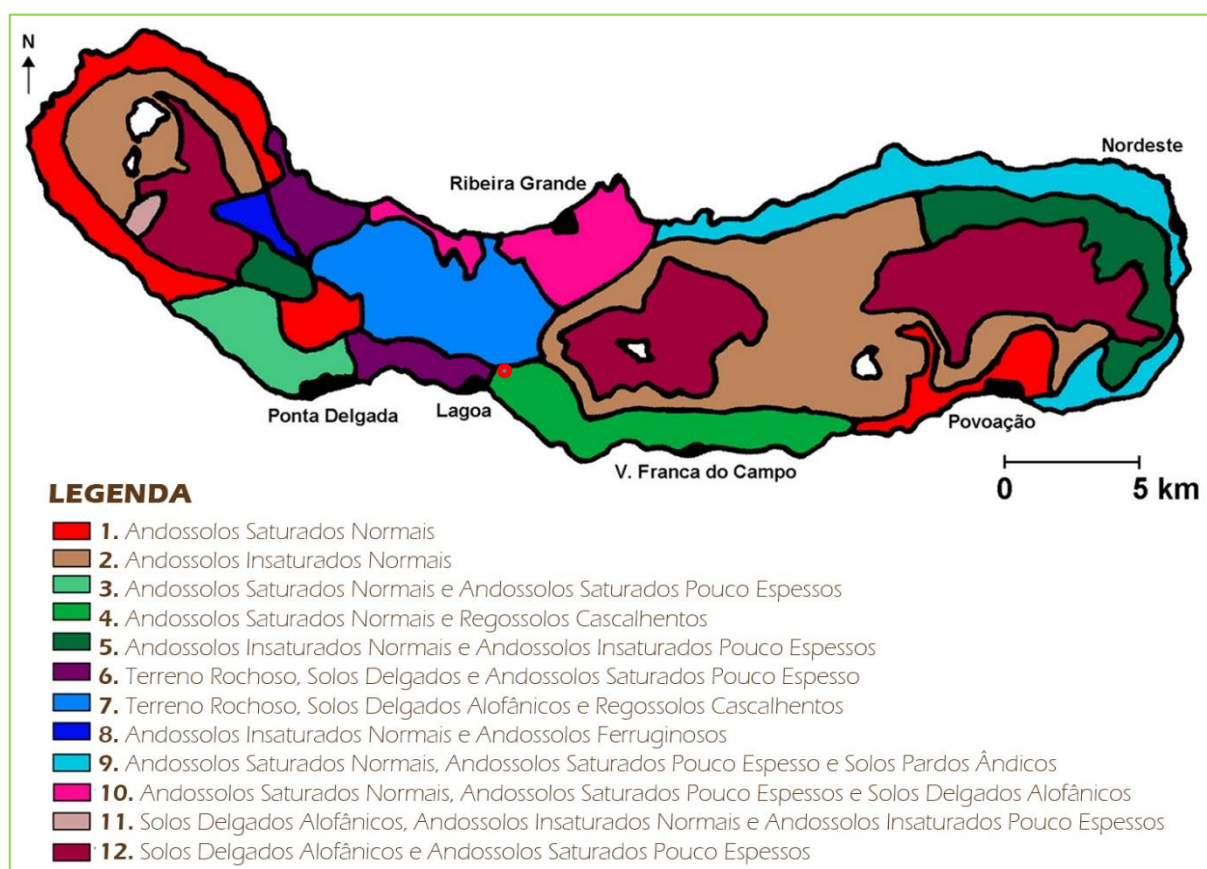 N
Nordeste
Ribeira Grande
Ponta Delgada
Lagoa
Povoação
V. Franca do Campo
0 5 km
LEGENDA
1. Andossolos Saturados Normais
2. Andossolos Insaturados Normais
3. Andossolos Saturados Normais e Andossolos Saturados Pouco Espessos
4. Andossolos Saturados Normais e Regossolos Cascalhentos
5. Andossolos Insaturados Normais e Andossolos Insaturados Pouco Espessos
6. Terreno Rochoso, Solos Delgados e Andossolos Saturados Pouco Espesso
7. Terreno Rochoso, Solos Delgados Alofânicos e Regossolos Cascalhentos
8. Andossolos Insaturados Normais e Andossolos Ferruginosos
9. Andossolos Saturados Normais, Andossolos Saturados Pouco Espesso e Solos Pardos Ândicos
10. Andossolos Saturados Normais, Andossolos Saturados Pouco Espessos e Solos Delgados Alofânicos
11. Solos Delgados Alofânicos, Andossolos Insaturados Normais e Andossolos Insaturados Pouco Espessos
12. Solos Delgados Alofânicos e Andossolos Saturados Pouco Espessos